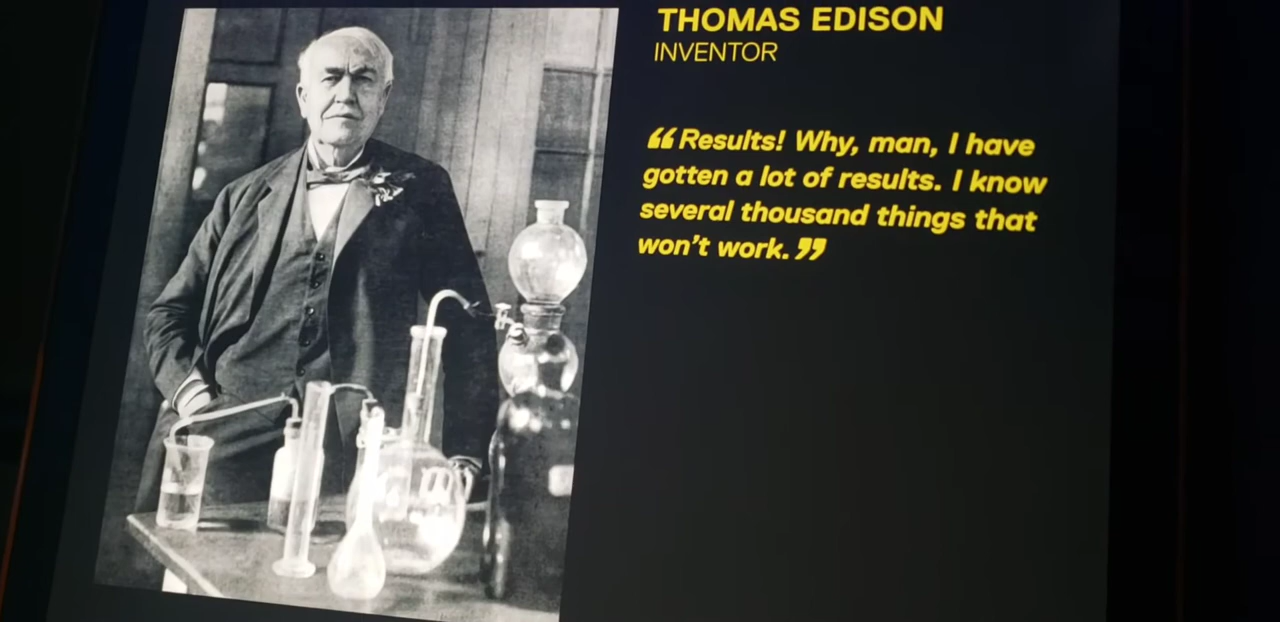 THOMAS EDISON
INVENTOR
“Results! Why, man, I have
gotten a lot of results. I know
several thousand things that
won’t work.”